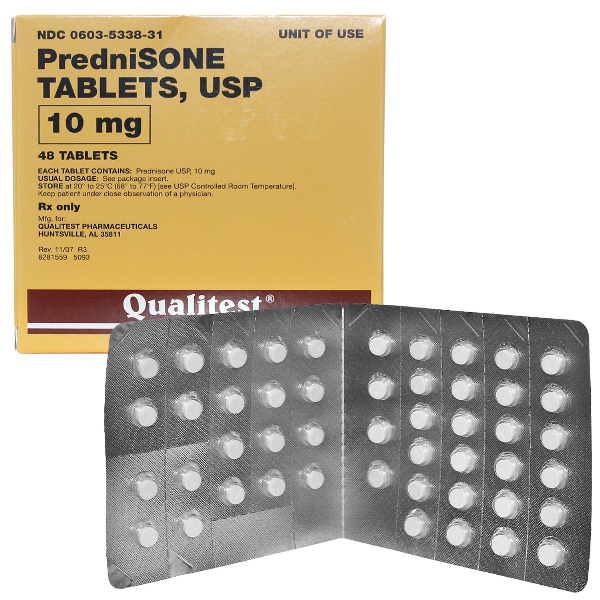 NDC 0603-5338-31 UNIT OF USE
PredniSONE
TABLETS, USP
10 mg
48 TABLETS
EACH TABLET CONTAINS: Prednisone USP, 10 mg
USUAL DOSAGE: See package insert.
STORE at 20° to 25°C (68° to 77°F) [see USP Controlled Room Temperature].
Keep patient under close observation of a physician.
Rx only
Mfg. for:
QUALITEST PHARMACEUTICALS
HUNTSVILLE, AL 35811
Rev. 11/07 R3
8281559 5093
Qualitest®